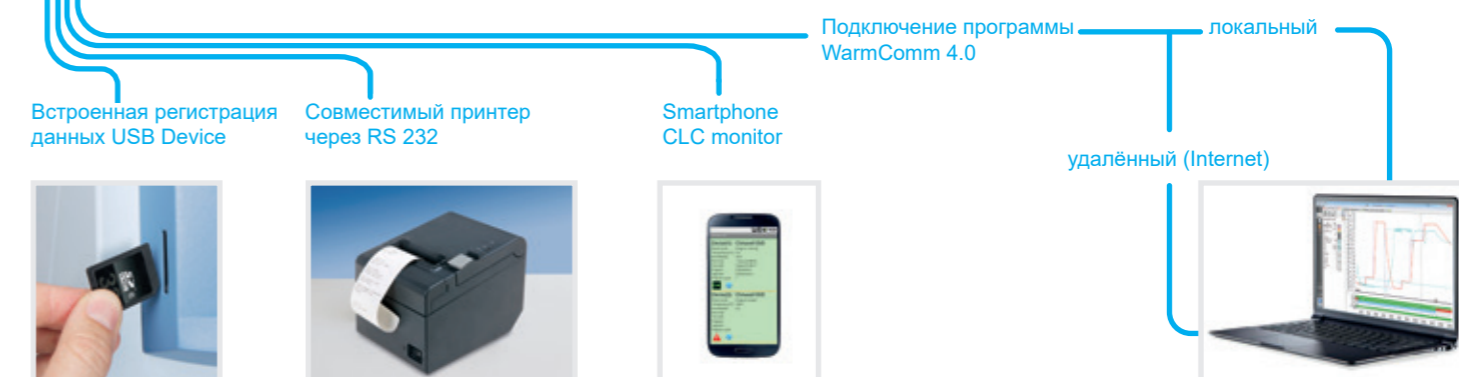 Подключение программы
WarmComm 4.0
локальный
Встроенная регистрация
данных USB Device
Совместимый принтер
через RS 232
Smartphone
CLC monitor
удалённый (Internet)